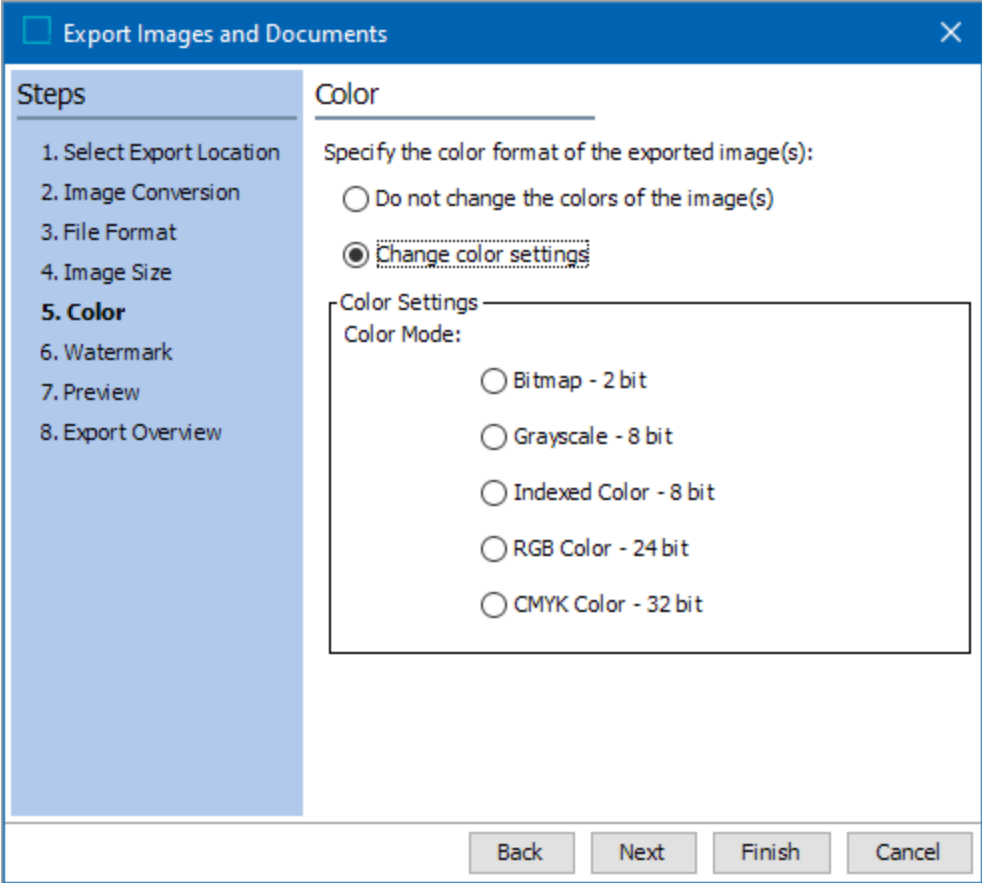 Export Images and Documents
Steps
1. Select Export Location
2. Image Conversion
3. File Format
4. Image Size
5. Color
6. Watermark
7. Preview
8. Export Overview
Color
Specify the color format of the exported image(s):
Do not change the colors of the image(s)
Change color settings
Color Settings
Color Mode:
Bitmap - 2 bit
Grayscale - 8 bit
Indexed Color - 8 bit
RGB Color - 24 bit
CMYK Color - 32 bit
Back Next Finish Cancel